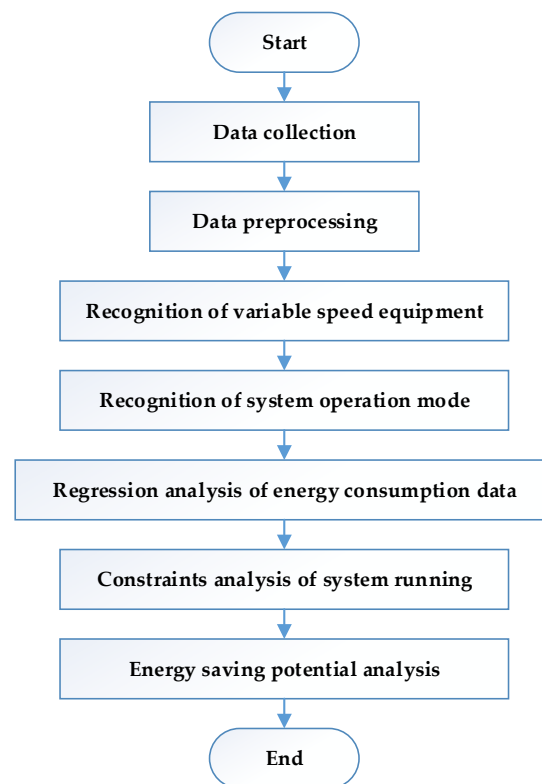 Start
Data collection
Data preprocessing
Recognition of variable speed equipment
Recognition of system operation mode
Regression analysis of energy consumption data
Constraints analysis of system running
Energy saving potential analysis
End